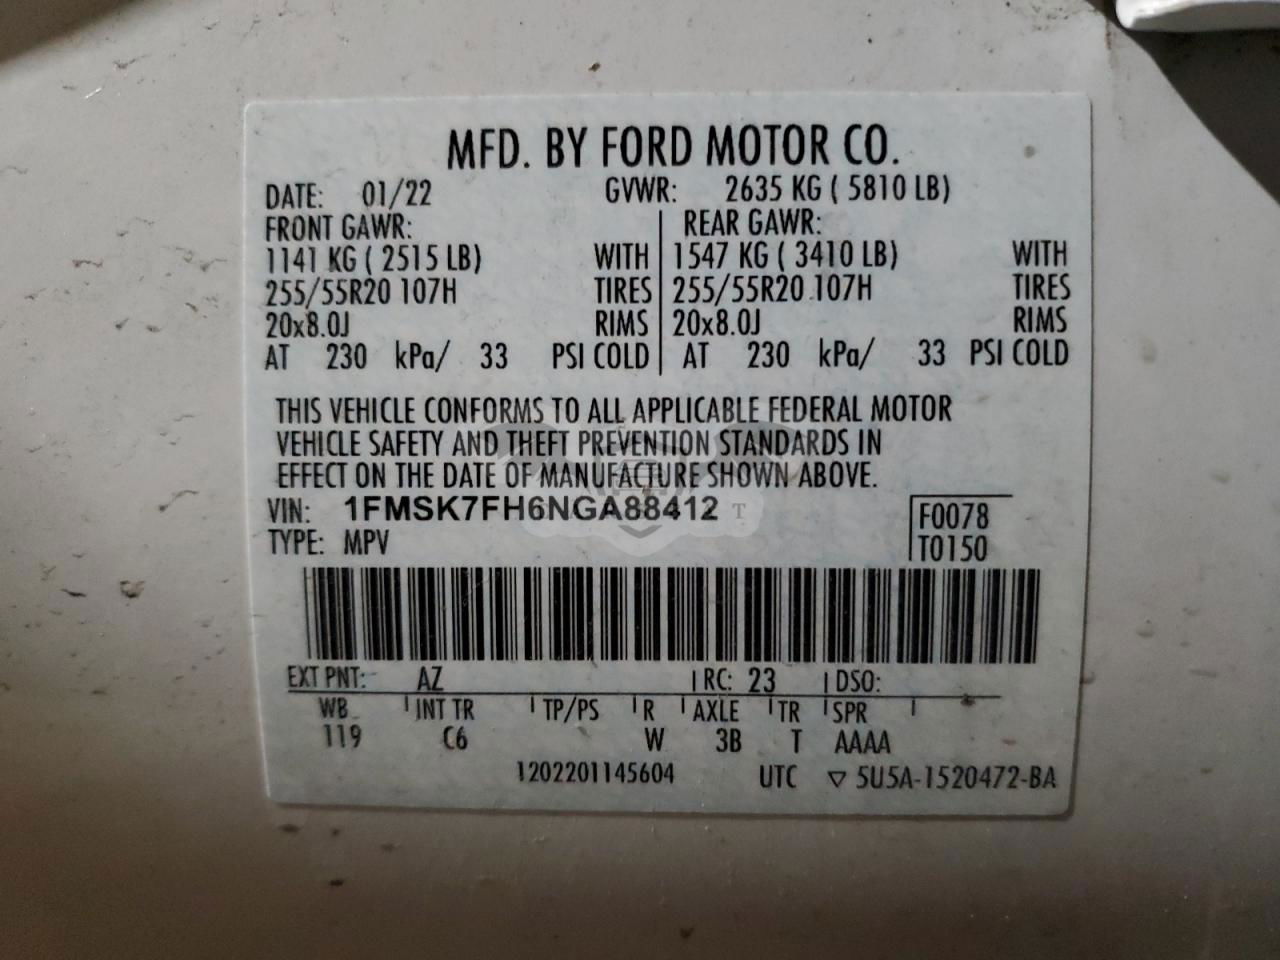 MFD. BY FORD MOTOR CO.
DATE: 01/22 GVWR: 2635 KG ( 5810 LB)
FRONT GAWR: REAR GAWR:
1141 KG ( 2515 LB) WITH 1547 KG ( 3410 LB) WITH
255/55R20 107H TIRES 255/55R20 107H TIRES
20x8.0J RIMS 20x8.0J RIMS
AT 230 kPa/ 33 PSI COLD AT 230 kPa/ 33 PSI COLD
THIS VEHICLE CONFORMS TO ALL APPLICABLE FEDERAL MOTOR
VEHICLE SAFETY AND THEFT PREVENTION STANDARDS IN
EFFECT ON THE DATE OF MANUFACTURE SHOWN ABOVE.
VIN: 1FMSK7FH6NGA88412 F0078
TYPE: MPV T0150
EXT PNT: AZ RC: 23 DSO:
WB INT TR TP/PS R AXLE TR SPR
119 C6 W 3B T AAAA
1202201145604 UTC ▽ 5U5A-1520472-BA